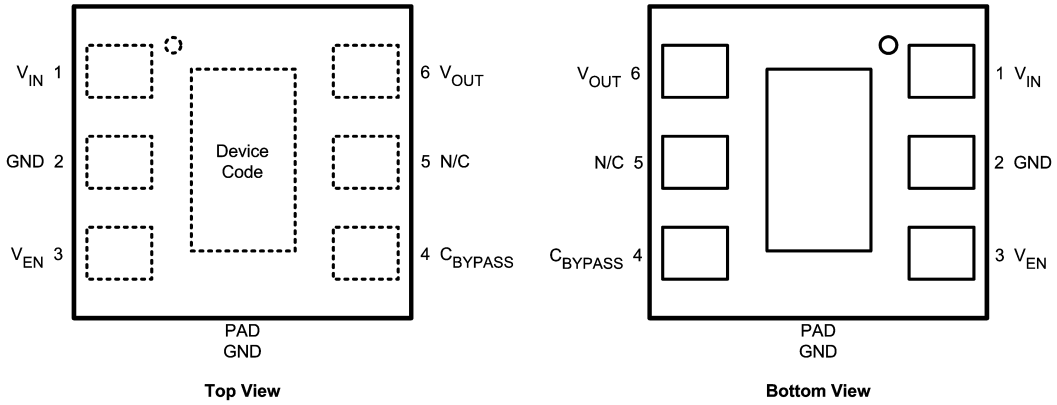 V_IN 1
6 V_OUT
GND 2
Device
Code
5 N/C
V_EN 3
4 C_BYPASS
PAD
GND
Top View
V_OUT 6
1 V_IN
N/C 5
2 GND
C_BYPASS 4
3 V_EN
PAD
GND
Bottom View